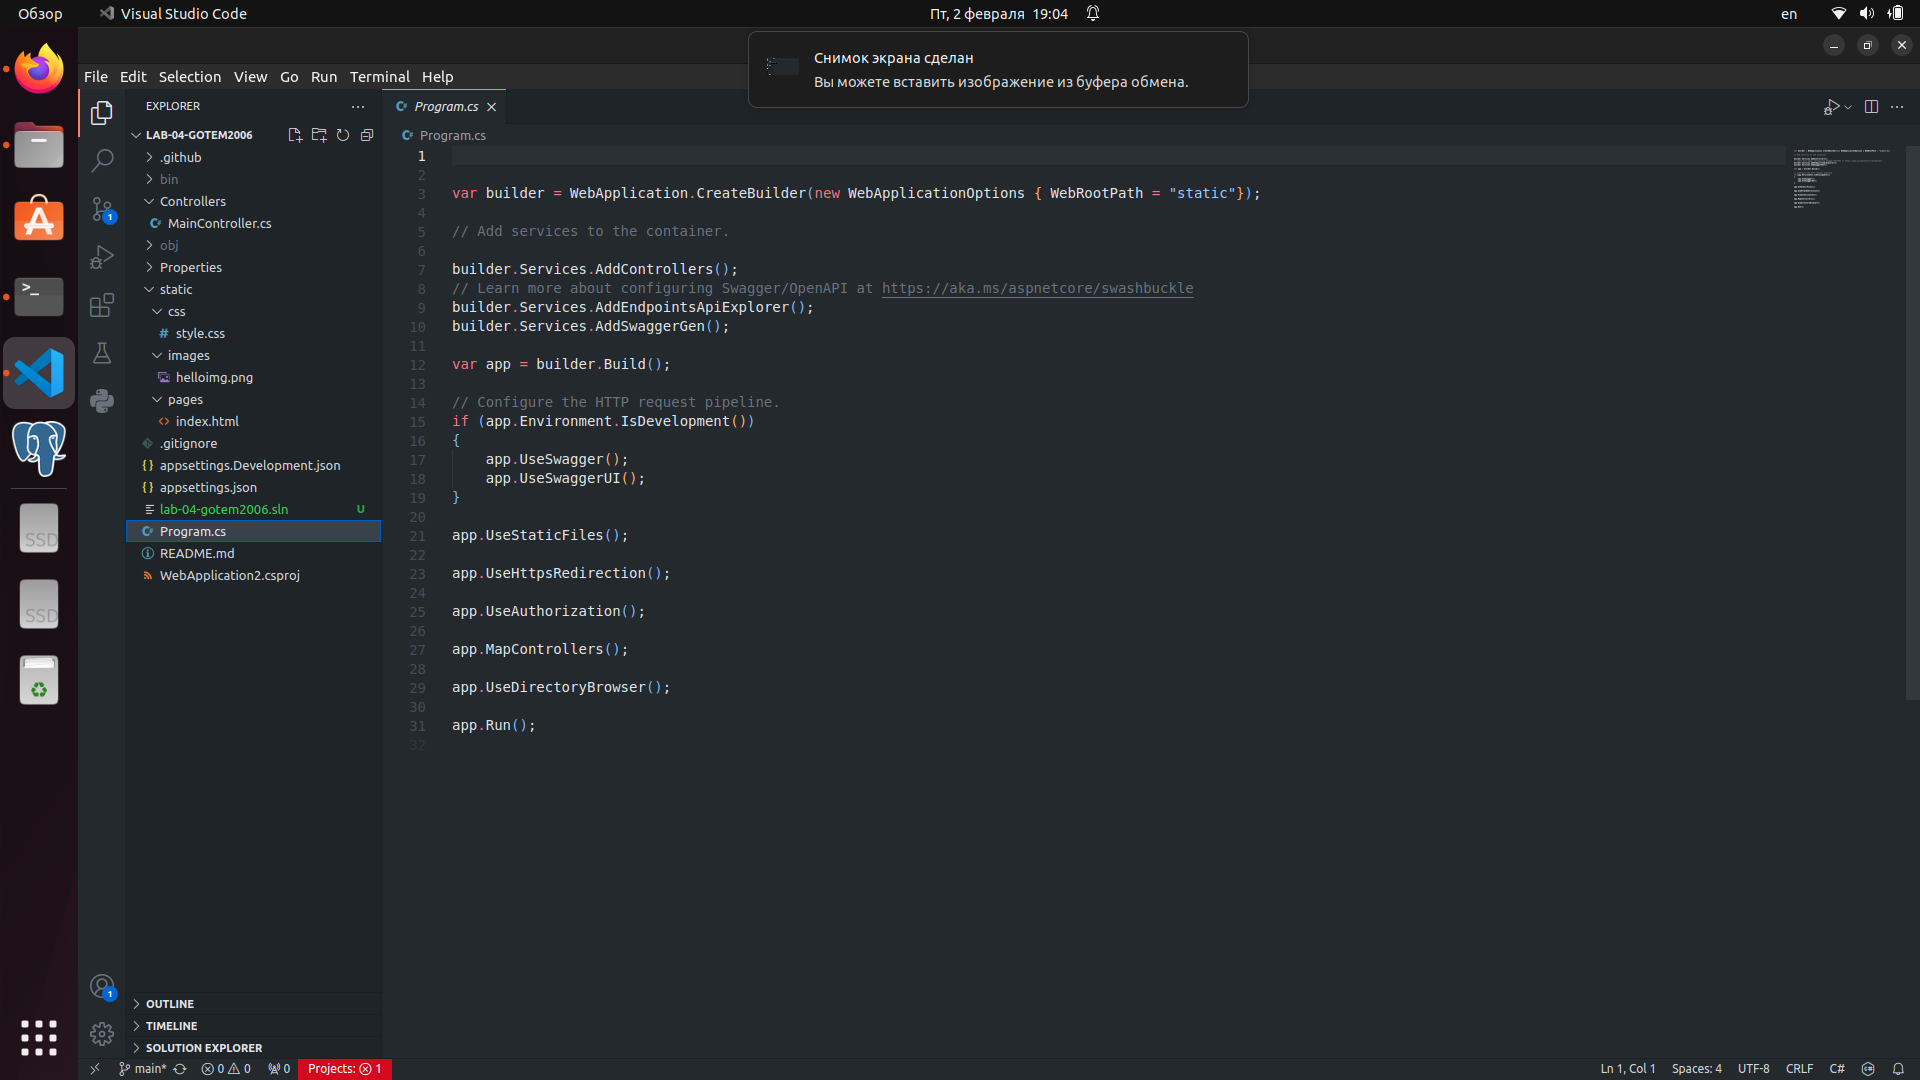 Обзор
Visual Studio Code
Пт, 2 февраля 19:04
en
Снимок экрана сделан
Вы можете вставить изображение из буфера обмена.
File Edit Selection View Go Run Terminal Help
EXPLORER
Program.cs
LAB-04-GOTEM2006
Program.cs
.github
bin
Controllers
MainController.cs
obj
Properties
static
css
style.css
images
helloimg.png
pages
index.html
.gitignore
appsettings.Development.json
appsettings.json
lab-04-gotem2006.sln U
Program.cs
README.md
WebApplication2.csproj
1
2
3 var builder = WebApplication.CreateBuilder(new WebApplicationOptions { WebRootPath = "static"});
4
5 // Add services to the container.
6
7 builder.Services.AddControllers();
8 // Learn more about configuring Swagger/OpenAPI at https://aka.ms/aspnetcore/swashbuckle
9 builder.Services.AddEndpointsApiExplorer();
10 builder.Services.AddSwaggerGen();
11
12 var app = builder.Build();
13
14 // Configure the HTTP request pipeline.
15 if (app.Environment.IsDevelopment())
16 {
17 app.UseSwagger();
18 app.UseSwaggerUI();
19 }
20
21 app.UseStaticFiles();
22
23 app.UseHttpsRedirection();
24
25 app.UseAuthorization();
26
27 app.MapControllers();
28
29 app.UseDirectoryBrowser();
30
31 app.Run();
32
SSD
SSD
1
1
OUTLINE
TIMELINE
SOLUTION EXPLORER
main* 0 0 0 Projects: 1
Ln 1, Col 1 Spaces: 4 UTF-8 CRLF C#